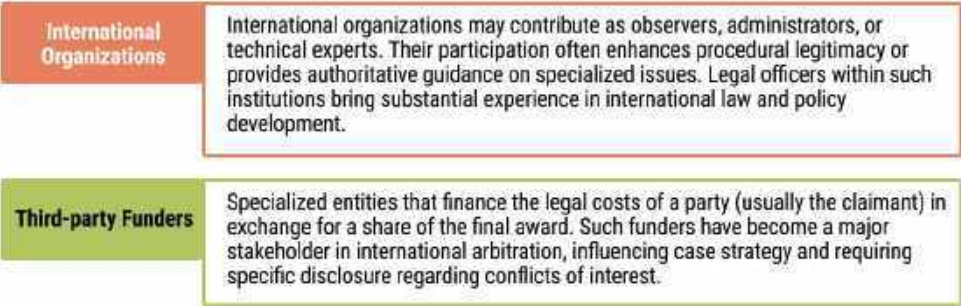 International
Organizations
International organizations may contribute as observers, administrators, or
technical experts. Their participation often enhances procedural legitimacy or
provides authoritative guidance on specialized issues. Legal officers within such
institutions bring substantial experience in international law and policy
development.
Third-party Funders
Specialized entities that finance the legal costs of a party (usually the claimant) in
exchange for a share of the final award. Such funders have become a major
stakeholder in international arbitration, influencing case strategy and requiring
specific disclosure regarding conflicts of interest.